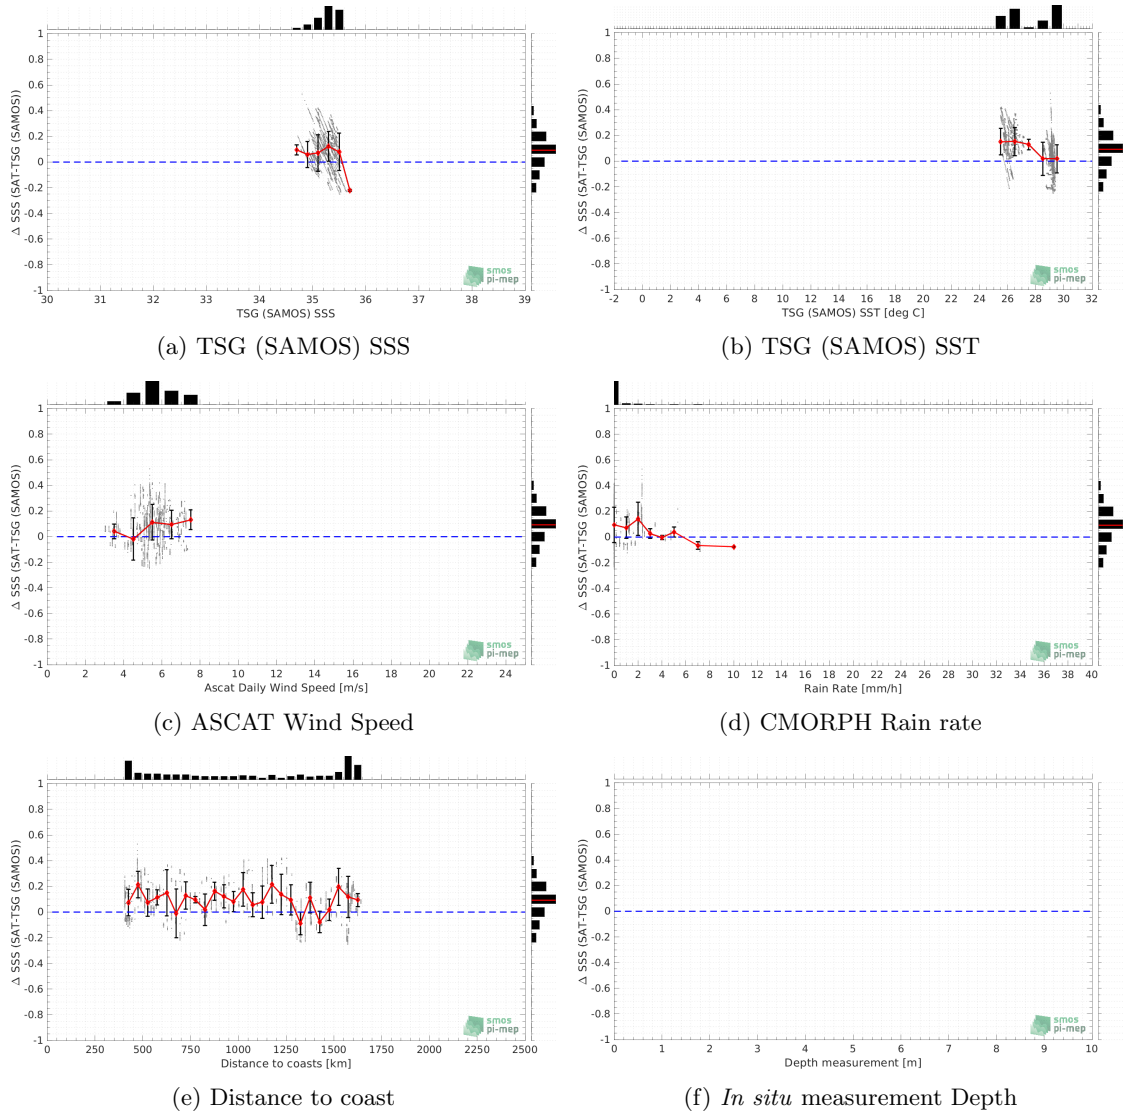 1
0.8
0.6
0.4
0.2
0
-0.2
-0.4
-0.6
-0.8
-1
Δ SSS (SAT-TSG (SAMOS))
30 31 32 33 34 35 36 37 38 39
TSG (SAMOS) SSS
smos
pi-mep
(a) TSG (SAMOS) SSS
1
0.8
0.6
0.4
0.2
0
-0.2
-0.4
-0.6
-0.8
-1
Δ SSS (SAT-TSG (SAMOS))
-2 0 2 4 6 8 10 12 14 16 18 20 22 24 26 28 30 32
TSG (SAMOS) SST [deg C]
smos
pi-mep
(b) TSG (SAMOS) SST
1
0.8
0.6
0.4
0.2
0
-0.2
-0.4
-0.6
-0.8
-1
Δ SSS (SAT-TSG (SAMOS))
0 2 4 6 8 10 12 14 16 18 20 22 24
Ascat Daily Wind Speed [m/s]
smos
pi-mep
(c) ASCAT Wind Speed
1
0.8
0.6
0.4
0.2
0
-0.2
-0.4
-0.6
-0.8
-1
Δ SSS (SAT-TSG (SAMOS))
0 2 4 6 8 10 12 14 16 18 20 22 24 26 28 30 32 34 36 38 40
Rain Rate [mm/h]
smos
pi-mep
(d) CMORPH Rain rate
1
0.8
0.6
0.4
0.2
0
-0.2
-0.4
-0.6
-0.8
-1
Δ SSS (SAT-TSG (SAMOS))
0 250 500 750 1000 1250 1500 1750 2000 2250 2500
Distance to coasts [km]
smos
pi-mep
(e) Distance to coast
1
0.8
0.6
0.4
0.2
0
-0.2
-0.4
-0.6
-0.8
-1
Δ SSS (SAT-TSG (SAMOS))
0 1 2 3 4 5 6 7 8 9 10
Depth measurement [m]
smos
pi-mep
(f) In situ measurement Depth